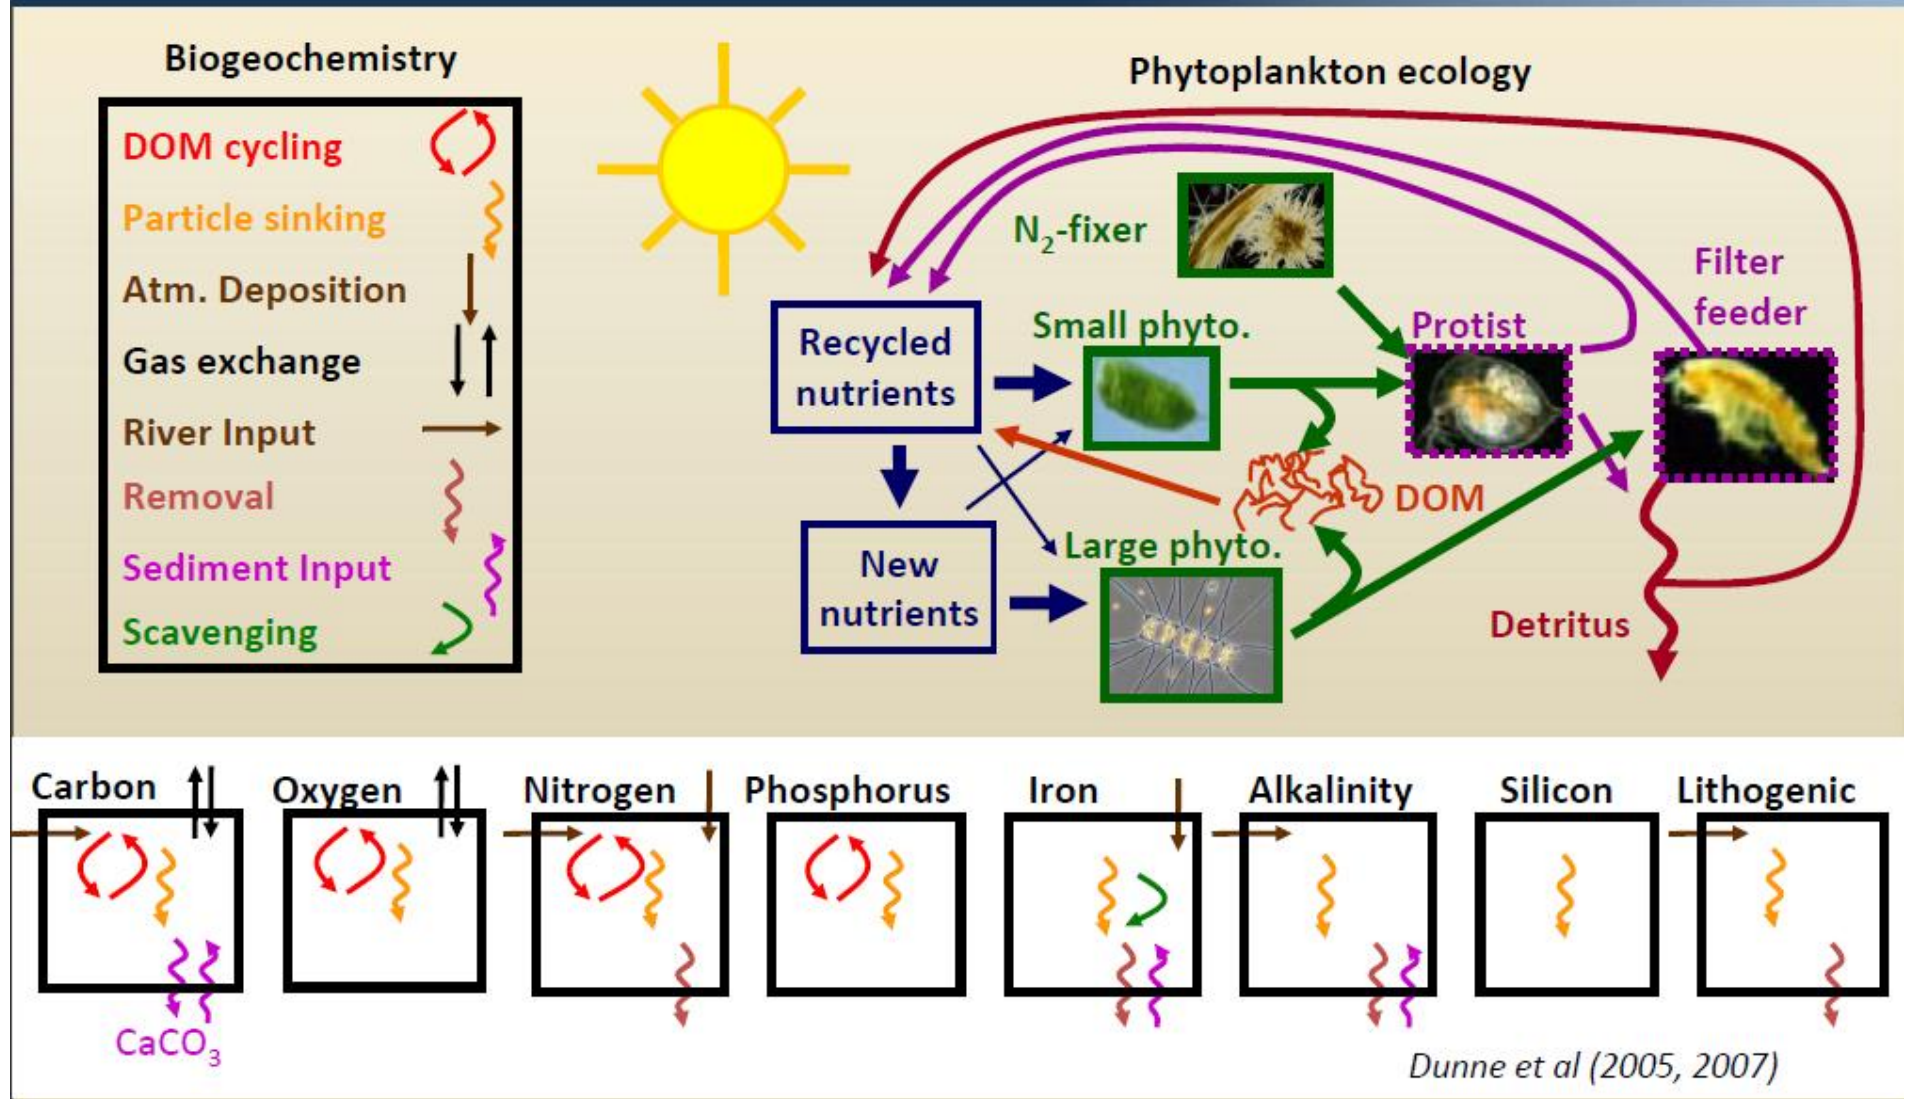 Biogeochemistry
DOM cycling
Particle sinking
Atm. Deposition
Gas exchange
River Input
Removal
Sediment Input
Scavenging
Phytoplankton ecology
N₂-fixer
Filter
feeder
Small phyto.
Protist
Recycled
nutrients
DOM
Large phyto.
New
nutrients
Detritus
Carbon
Oxygen
Nitrogen
Phosphorus
Iron
Alkalinity
Silicon
Lithogenic
CaCO₃
Dunne et al (2005, 2007)